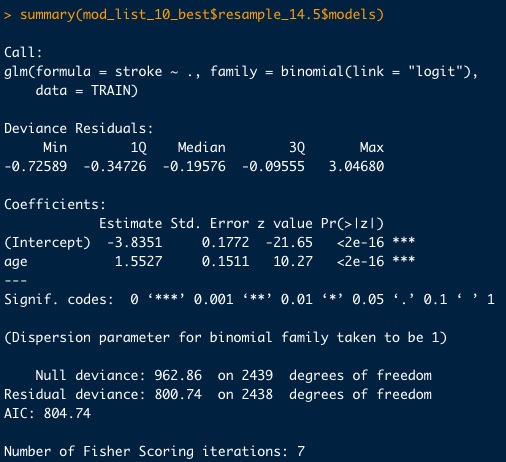 > summary(mod_list_10_best$resample_14.5$models)

Call:
glm(formula = stroke ~ ., family = binomial(link = "logit"),
    data = TRAIN)

Deviance Residuals:
     Min       1Q   Median       3Q      Max
-0.72589 -0.34726 -0.19576 -0.09555  3.04680

Coefficients:
            Estimate Std. Error z value Pr(>|z|)
(Intercept)  -3.8351     0.1772  -21.65   <2e-16 ***
age           1.5527     0.1511   10.27   <2e-16 ***
---
Signif. codes:  0 ‘***’ 0.001 ‘**’ 0.01 ‘*’ 0.05 ‘.’ 0.1 ‘ ’ 1

(Dispersion parameter for binomial family taken to be 1)

    Null deviance: 962.86  on 2439  degrees of freedom
Residual deviance: 800.74  on 2438  degrees of freedom
AIC: 804.74

Number of Fisher Scoring iterations: 7